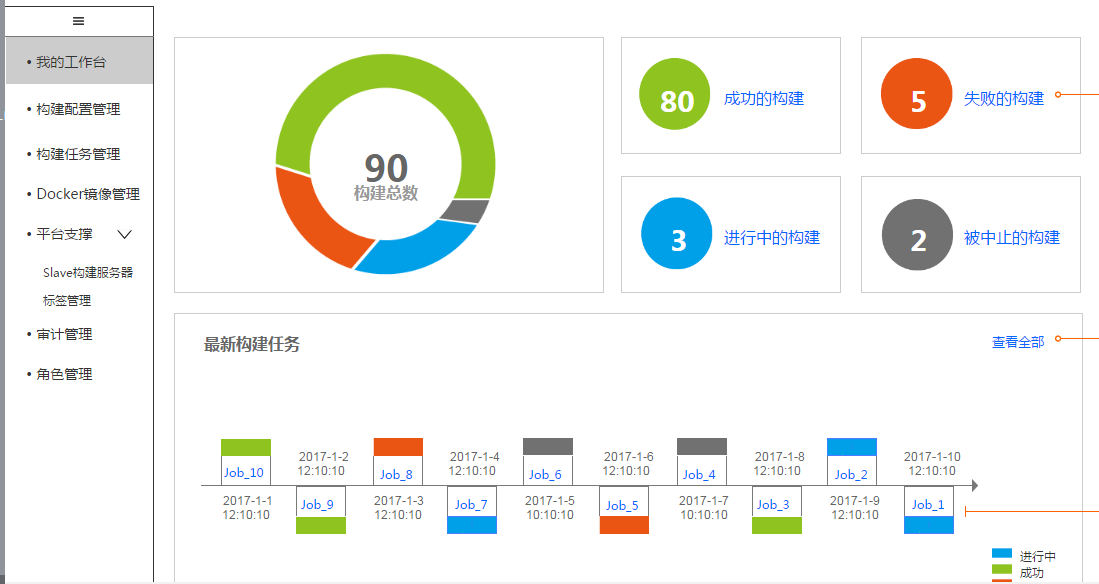 ≡
• 我的工作台
• 构建配置管理
• 构建任务管理
• Docker镜像管理
• 平台支撑
Slave构建服务器
标签管理
• 审计管理
• 角色管理
90
构建总数
80 成功的构建
5 失败的构建
3 进行中的构建
2 被中止的构建
最新构建任务
查看全部
Job_10
2017-1-1
12:10:10
2017-1-2
12:10:10
Job_9
Job_8
2017-1-3
12:10:10
2017-1-4
12:10:10
Job_7
Job_6
2017-1-5
10:10:10
2017-1-6
12:10:10
Job_5
Job_4
2017-1-7
10:10:10
2017-1-8
12:10:10
Job_3
Job_2
2017-1-9
12:10:10
2017-1-10
12:10:10
Job_1
进行中
成功